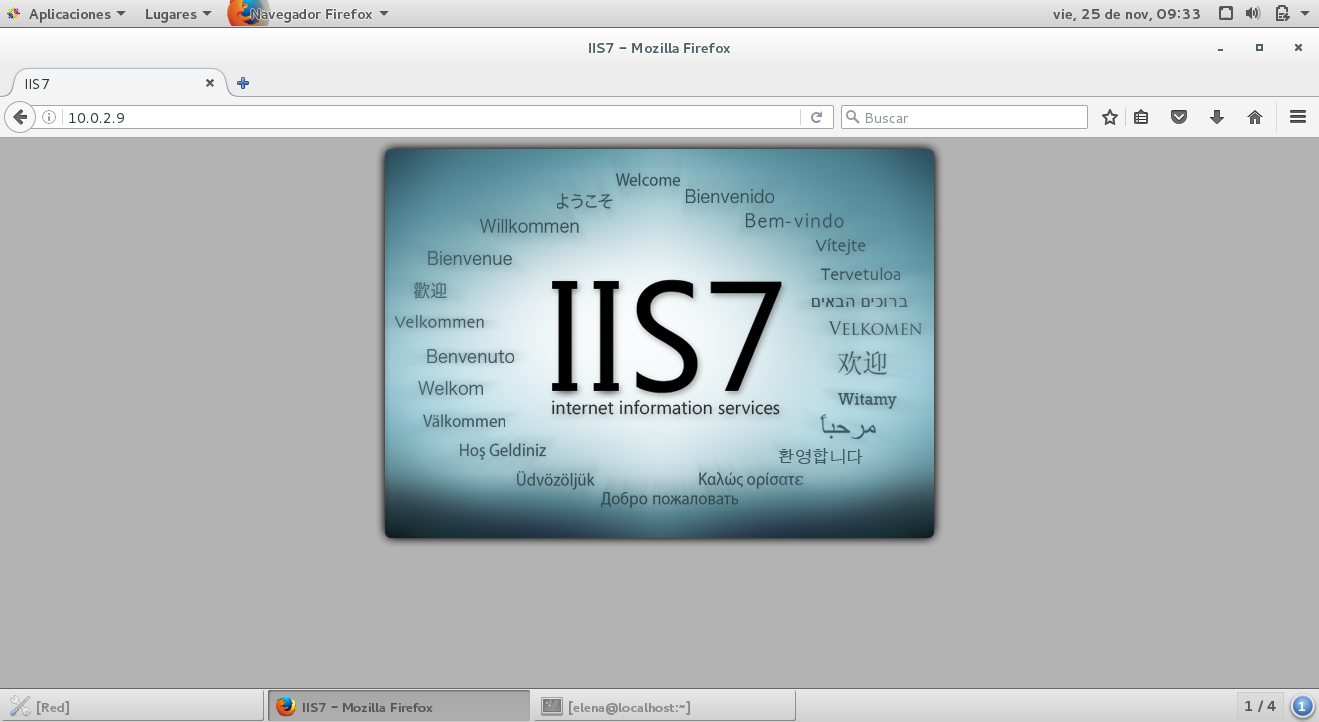 Aplicaciones Lugares Navegador Firefox vie, 25 de nov, 09:33
IIS7 - Mozilla Firefox
IIS7
10.0.2.9 Buscar
Welcome
ようこそ
Bienvenido
Willkommen
Bem-vindo
Bienvenue
Vítejte
歡迎
Tervetuloa
ברוכים הבאים
Velkommen
VELKOMEN
Benvenuto
欢迎
Welkom
Witamy
Välkommen
مرحباً
Hoş Geldiniz
환영합니다
Üdvözöljük
Καλώς ορίσατε
Добро пожаловать
IIS7
internet information services
[Red] IIS7 - Mozilla Firefox [elena@localhost:~] 1 / 4 1